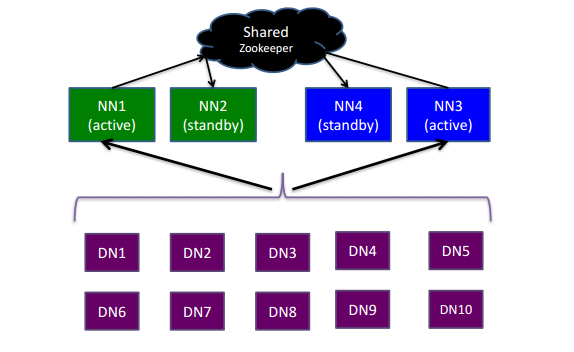 Shared
Zookeeper
NN1
(active)
NN2
(standby)
NN4
(standby)
NN3
(active)
DN1
DN2
DN3
DN4
DN5
DN6
DN7
DN8
DN9
DN10